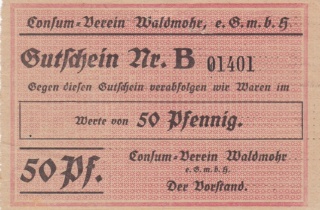 Consum-Verein Waldmohr, e.G.m.b.H
Gutschein Nr. B 01401
Gegen diesen Gutschein verabfolgen wir Waren im
Werte von 50 Pfennig.
50 Pf.
Consum-Verein Waldmohr
e.G.m.b.H.
Der Vorstand.